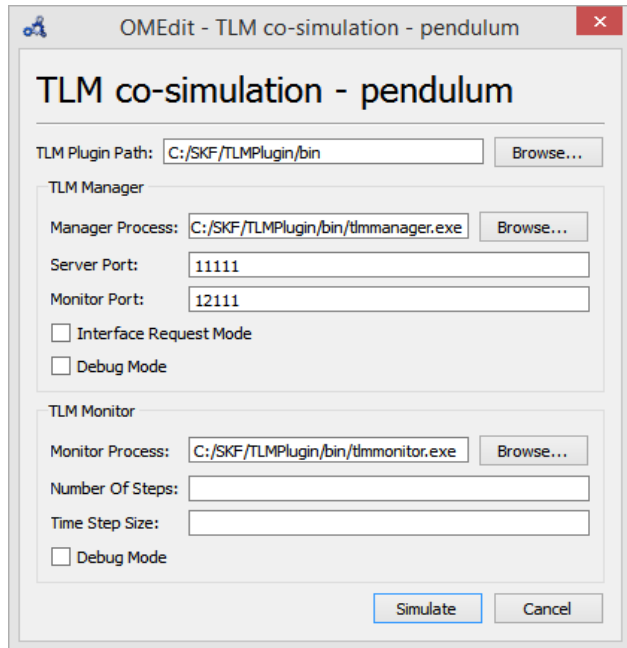 OMEdit - TLM co-simulation - pendulum
TLM co-simulation - pendulum
TLM Plugin Path: C:/SKF/TLMPlugin/bin Browse...
TLM Manager
Manager Process: C:/SKF/TLMPlugin/bin/tlmmanager.exe Browse...
Server Port: 11111
Monitor Port: 12111
Interface Request Mode
Debug Mode
TLM Monitor
Monitor Process: C:/SKF/TLMPlugin/bin/tlmmonitor.exe Browse...
Number Of Steps:
Time Step Size:
Debug Mode
Simulate Cancel